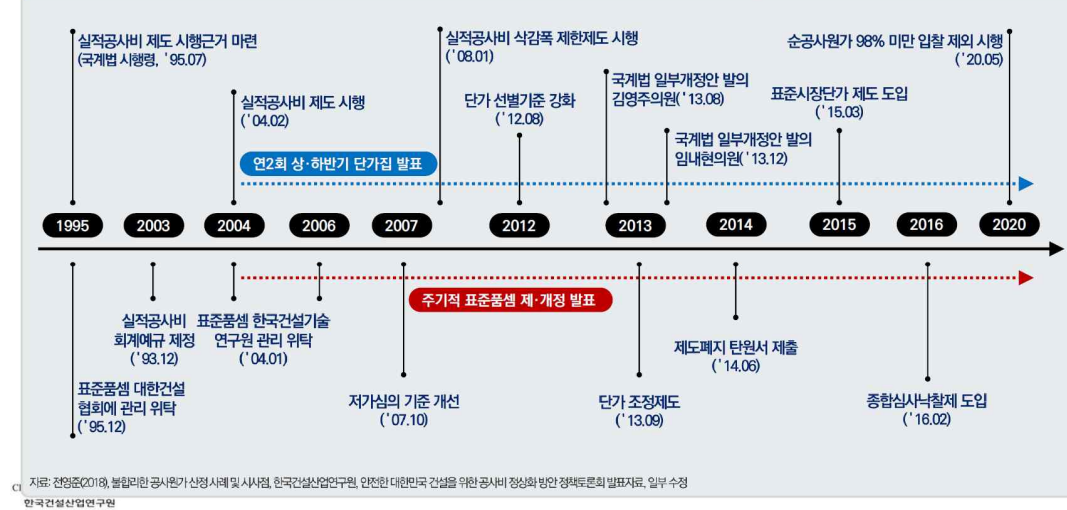 실적공사비 제도 시행근거 마련
(국계법 시행령, '95.07)
실적공사비 제도 시행
('04.02)
실적공사비 삭감폭 제한제도 시행
('08.01)
단가 선별기준 강화
('12.08)
국계법 일부개정안 발의
김영주의원('13.08)
국계법 일부개정안 발의
임내현의원('13.12)
표준시장단가 제도 도입
('15.03)
순공사원가 98% 미만 입찰 제외 시행
('20.05)
연2회 상·하반기 단가집 발표
1995 2003 2004 2006 2007 2012 2013 2014 2015 2016 2020
주기적 표준품셈 제·개정 발표
실적공사비
회계예규 제정
('93.12)
표준품셈 한국건설기술
연구원 관리 위탁
('04.01)
표준품셈 대한건설
협회에 관리 위탁
('95.12)
저가심의 기준 개선
('07.10)
단가 조정제도
('13.09)
제도폐지 탄원서 제출
('14.06)
종합심사낙찰제 도입
('16.02)
자료: 전영준(2018), 불합리한 공사원가 산정 사례 및 시사점, 한국건설산업연구원, 안전한 대한민국 건설을 위한 공사비 정상화 방안 정책토론회 발표자료, 일부 수정
한국건설산업연구원